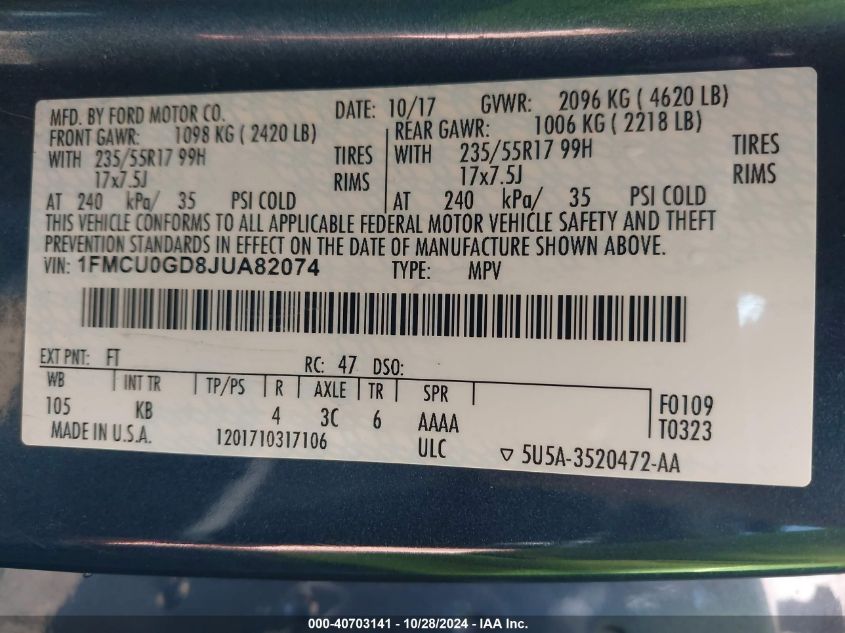 MFD. BY FORD MOTOR CO. DATE: 10/17 GVWR: 2096 KG ( 4620 LB)
FRONT GAWR: 1098 KG ( 2420 LB) REAR GAWR: 1006 KG ( 2218 LB)
WITH 235/55R17 99H TIRES WITH 235/55R17 99H TIRES
17x7.5J RIMS 17x7.5J RIMS
AT 240 kPa/ 35 PSI COLD AT 240 kPa/ 35 PSI COLD
THIS VEHICLE CONFORMS TO ALL APPLICABLE FEDERAL MOTOR VEHICLE SAFETY AND THEFT
PREVENTION STANDARDS IN EFFECT ON THE DATE OF MANUFACTURE SHOWN ABOVE.
VIN: 1FMCU0GD8JUA82074 TYPE: MPV
EXT PNT: FT RC: 47 DSO:
WB INT TR TP/PS R AXLE TR SPR
105 KB 4 3C 6 AAAA F0109
MADE IN U.S.A. 1201710317106 ULC T0323
▽ 5U5A-3520472-AA
000-40703141 - 10/28/2024 - IAA Inc.